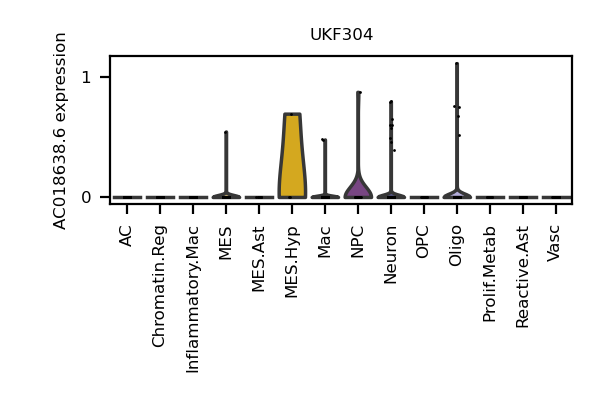 UKF304
AC018638.6 expression
1
0
AC
Chromatin.Reg
Inflammatory.Mac
MES
MES.Ast
MES.Hyp
Mac
NPC
Neuron
OPC
Oligo
Prolif.Metab
Reactive.Ast
Vasc